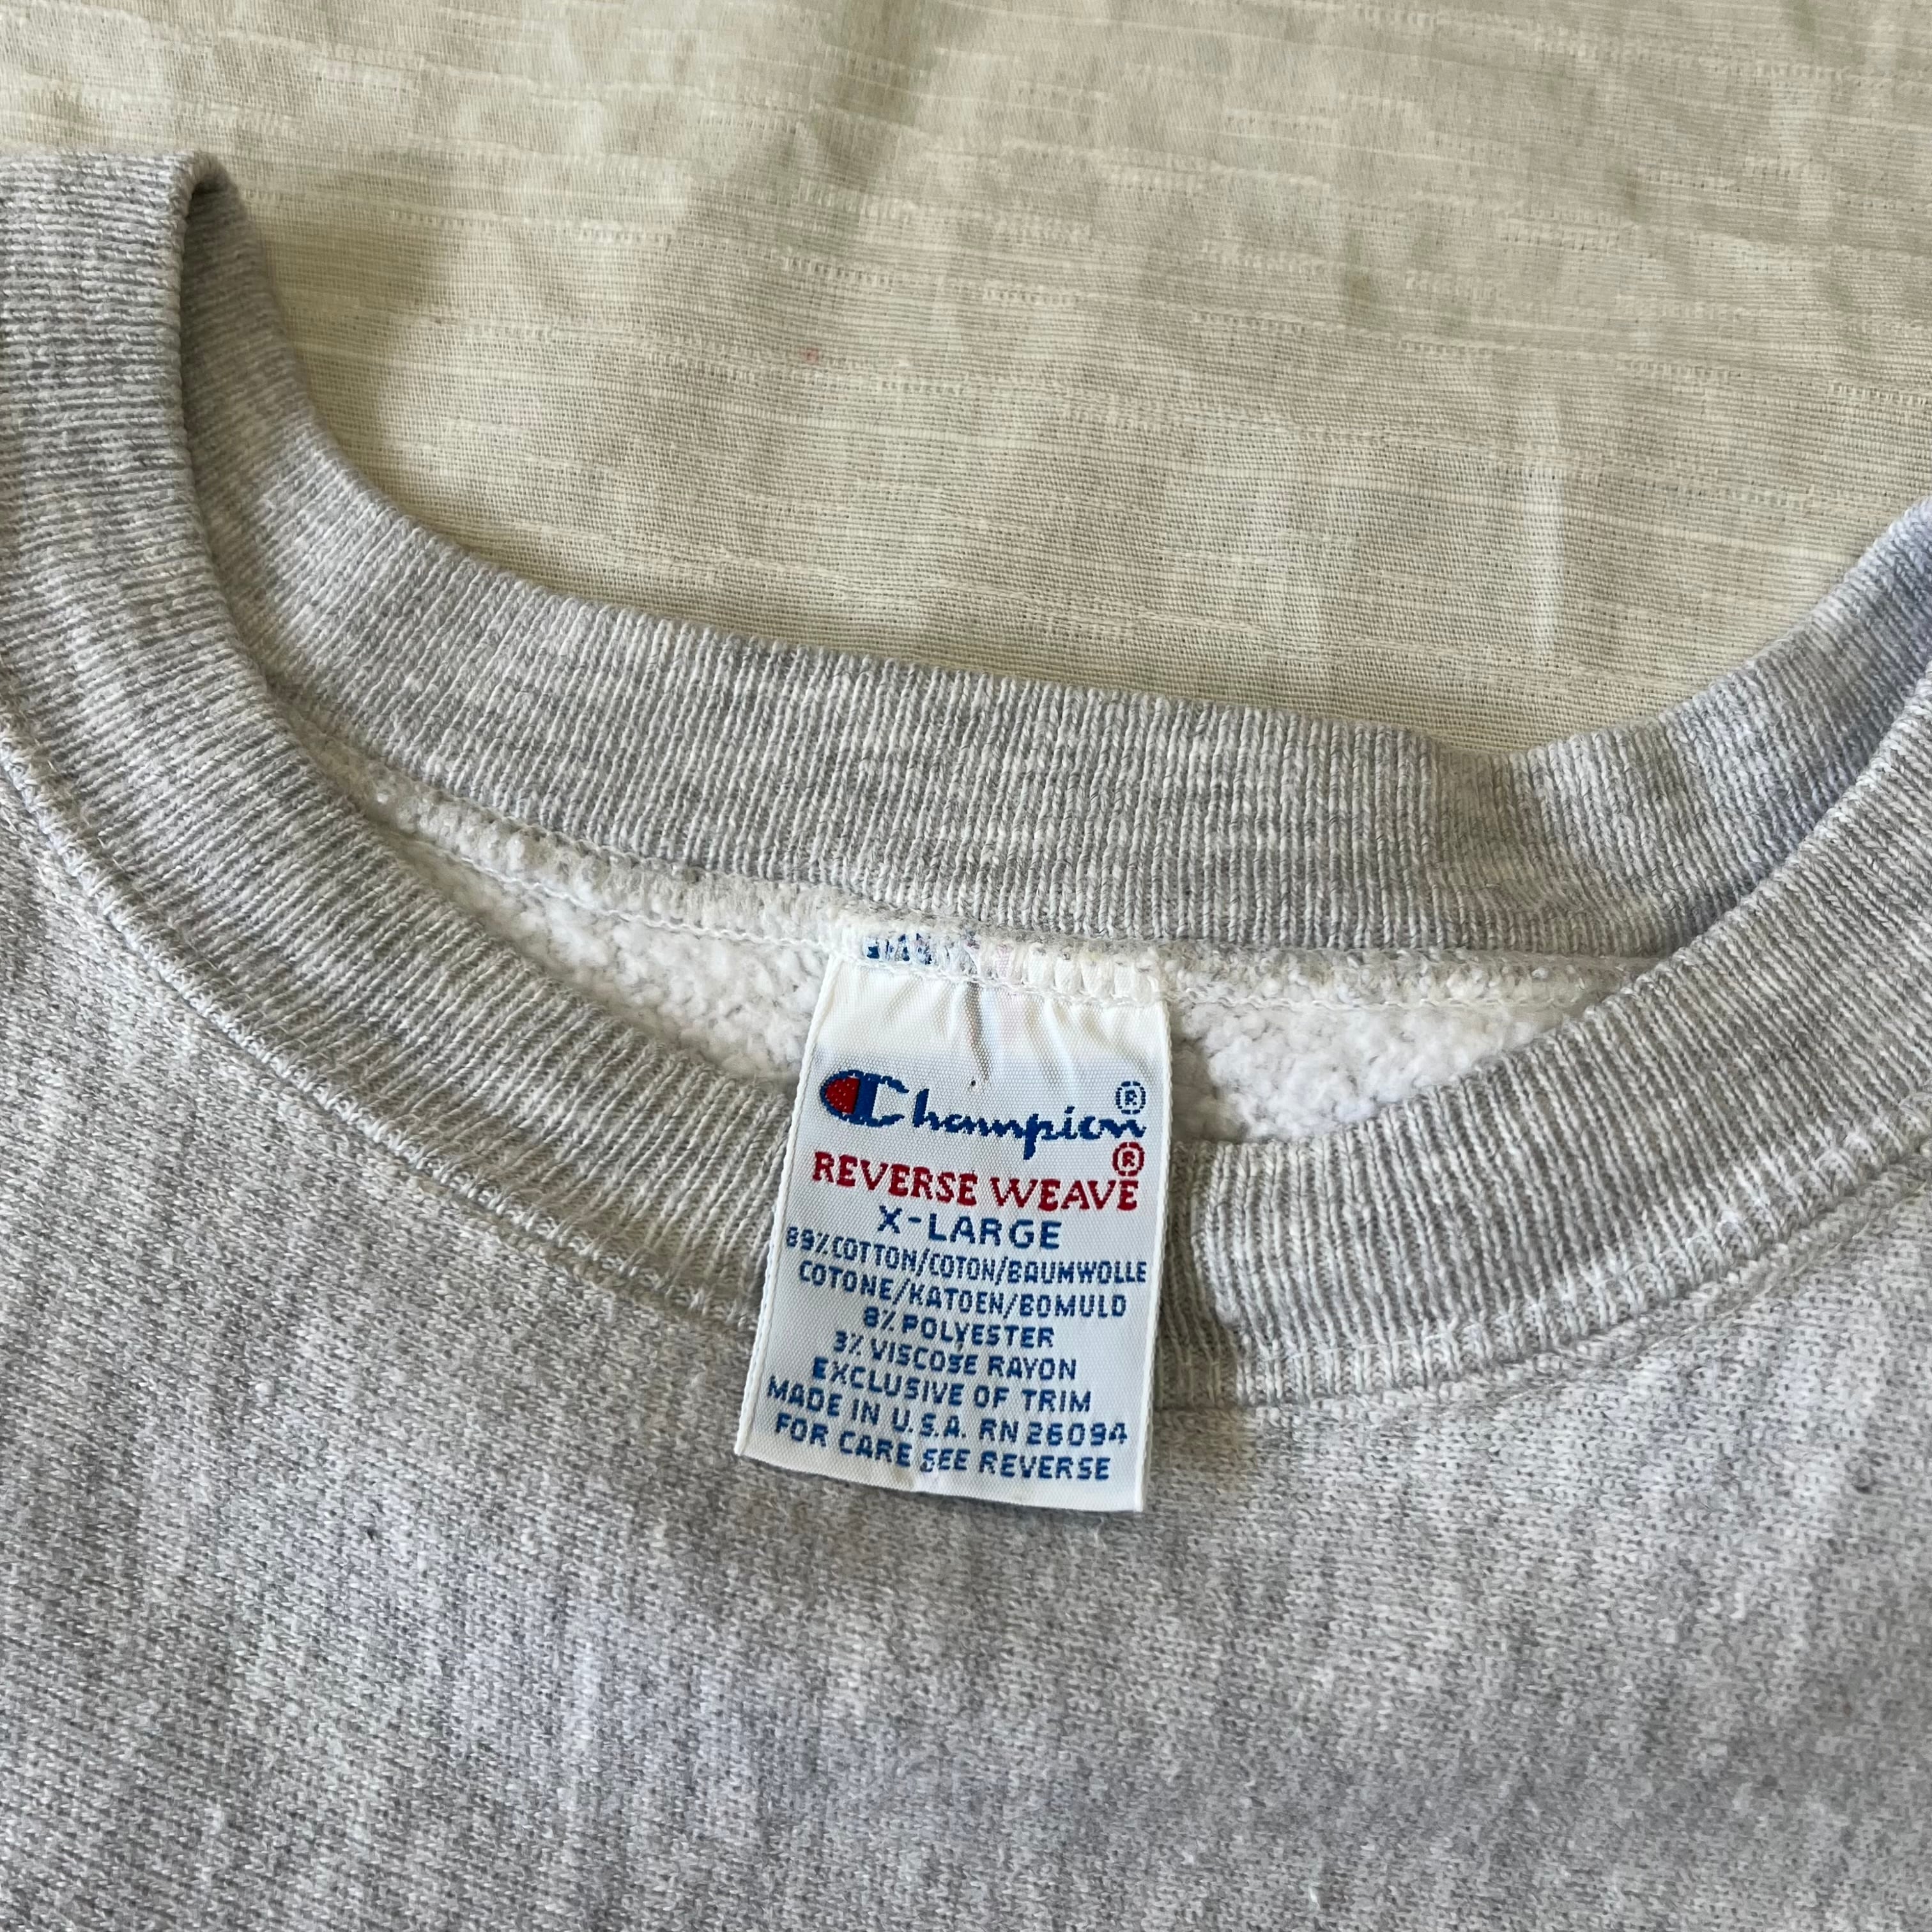 Champion®
REVERSE WEAVE®
X-LARGE
89% COTTON/COTON/BAUMWOLLE
COTONE/KATOEN/BOMULD
8% POLYESTER
3% VISCOSE RAYON
EXCLUSIVE OF TRIM
MADE IN U.S.A. RN 26094
FOR CARE SEE REVERSE